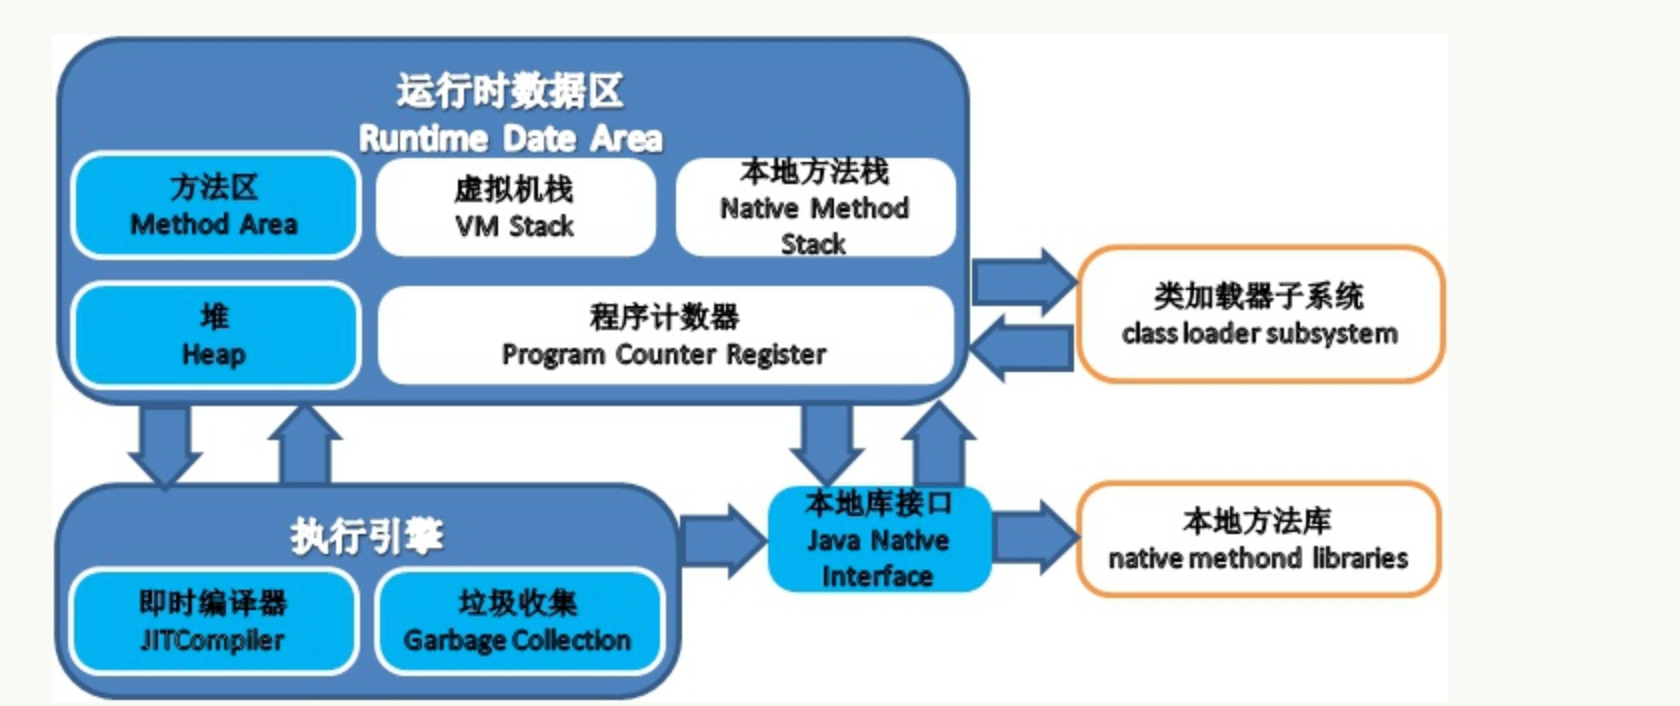 运行时数据区
Runtime Date Area
方法区
Method Area
虚拟机栈
VM Stack
本地方法栈
Native Method
Stack
堆
Heap
程序计数器
Program Counter Register
类加载器子系统
class loader subsystem
执行引擎
即时编译器
JITCompiler
垃圾收集
Garbage Collection
本地库接口
Java Native
Interface
本地方法库
native methond libraries